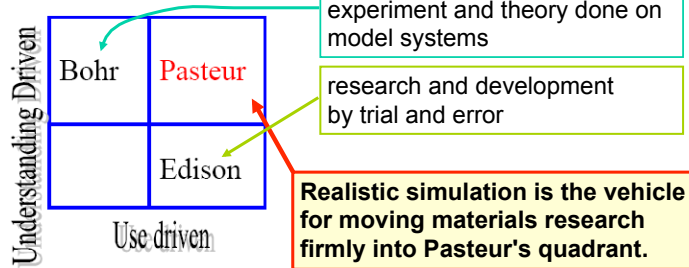 experiment and theory done on
model systems
Understanding Driven
Bohr
Pasteur
research and development
by trial and error
Edison
Use driven
Realistic simulation is the vehicle
for moving materials research
firmly into Pasteur's quadrant.